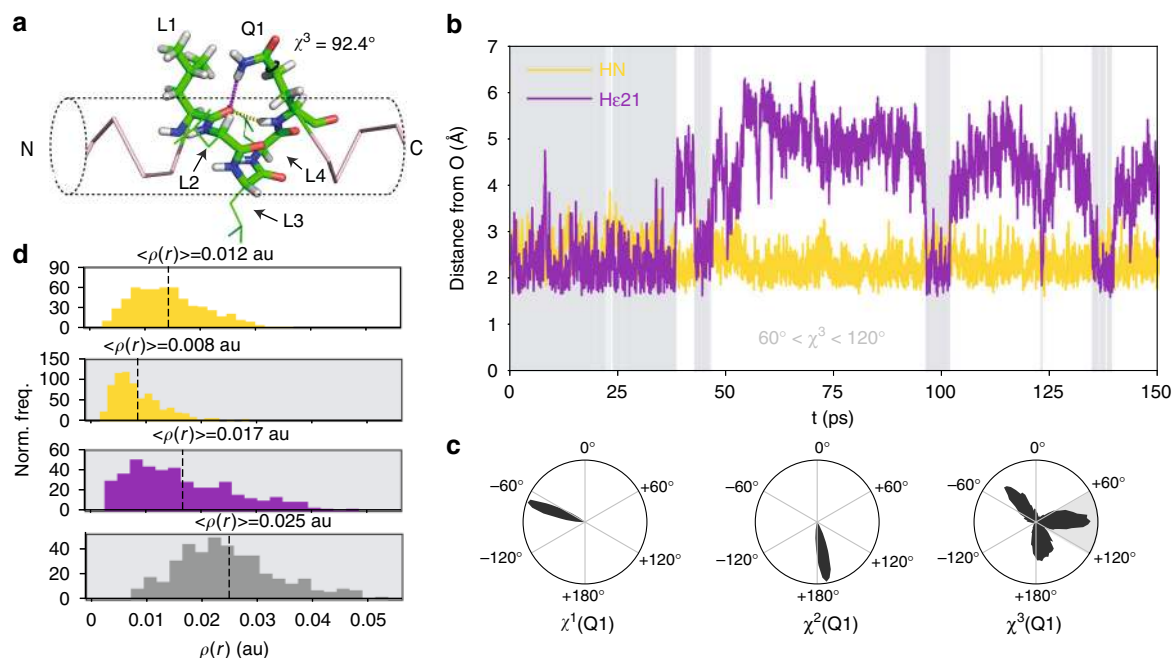 a
L1
Q1
χ³ = 92.4°
N
C
L2
L4
L3
b
HN
Hε21
Distance from O (Å)
7
6
5
4
3
2
1
0
60° < χ³ < 120°
0
25
50
75
100
125
150
t (ps)
c
0°
−60°
+60°
−120°
+120°
+180°
χ¹(Q1)
0°
−60°
+60°
−120°
+120°
+180°
χ²(Q1)
0°
−60°
+60°
−120°
+120°
+180°
χ³(Q1)
d
<ρ(r)>=0.012 au
90
60
30
0
<ρ(r)>=0.008 au
150
100
50
0
<ρ(r)>=0.017 au
60
40
20
0
<ρ(r)>=0.025 au
40
20
0
Norm. freq.
0
0.01
0.02
0.03
0.04
0.05
ρ(r) (au)